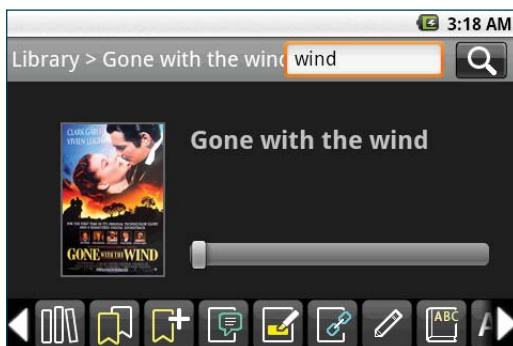 3:18 AM
Library > Gone with the wind
wind
Gone with the wind
CLARK GABLE
VIVIEN LEIGH
GONE WITH THE WIND
ABC
A